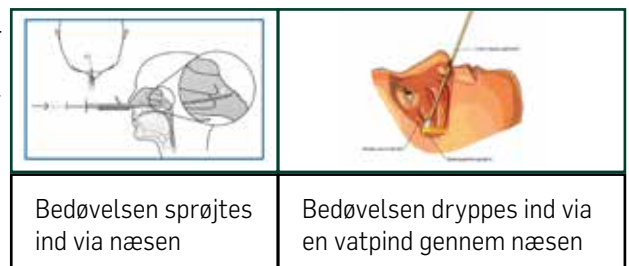 Bedøvelsen sprøjtes
ind via næsen
Bedøvelsen dryppes ind via
en vatpind gennem næsen